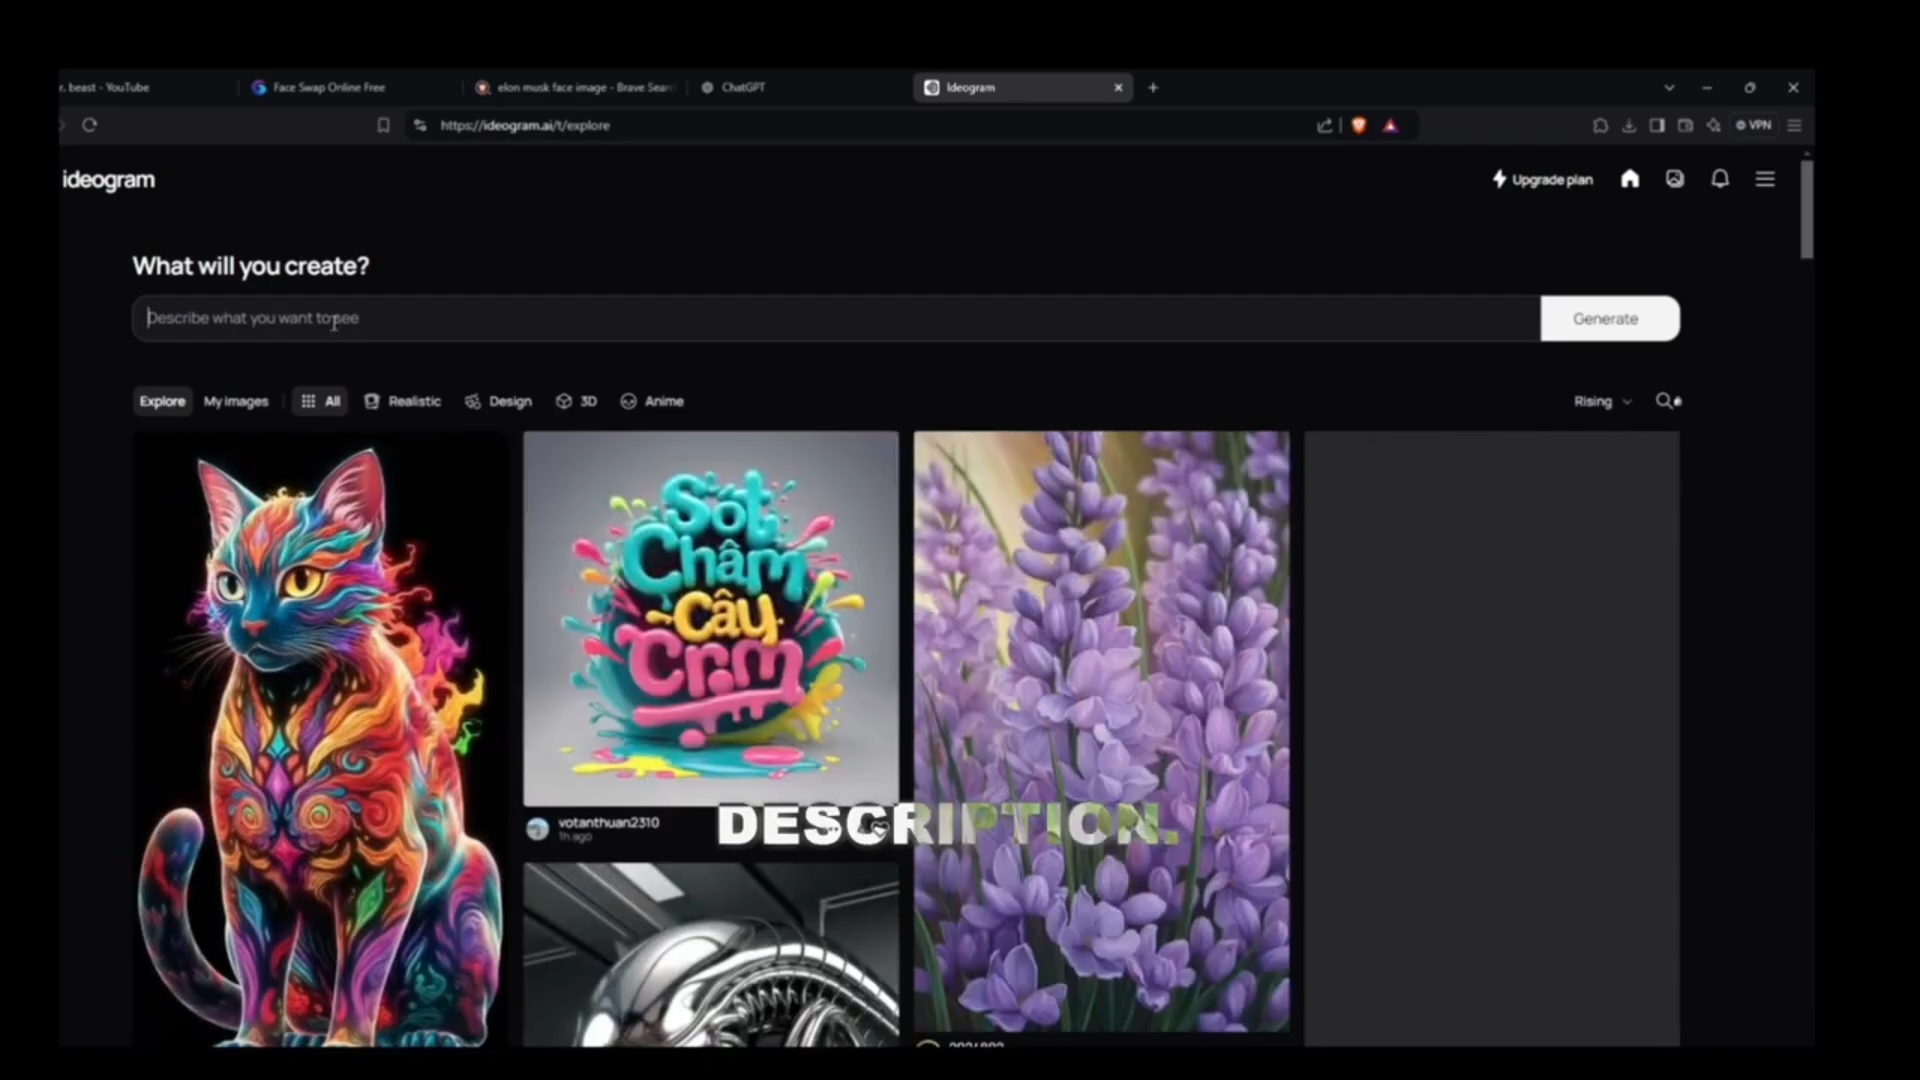 r. beast - YouTube
Face Swap Online Free
elon musk face image - Brave Searc
ChatGPT
Ideogram
https://ideogram.ai/t/explore
VPN
ideogram
Upgrade plan
What will you create?
Describe what you want to see
Generate
Explore
My images
All
Realistic
Design
3D
Anime
Rising
Sốt
Châm
Cây
Crm
votanthuan2310
1h ago
DESCRIPTION.